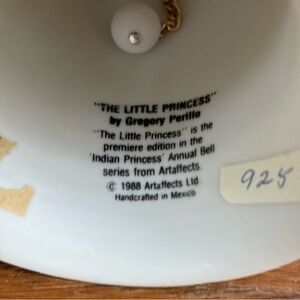 "THE LITTLE PRINCESS"
by Gregory Perillo
"The Little Princess" is the
premiere edition in the
'Indian Princess' Annual Bell
series from Artaffects.
© 1988 Artaffects Ltd.
Handcrafted in Mexico
925